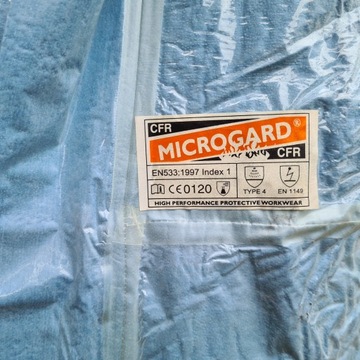 CFR
MICROGARD®
CFR
EN533:1997 Index 1
CE0120
TYPE 4
EN 1149
HIGH PERFORMANCE PROTECTIVE WORKWEAR